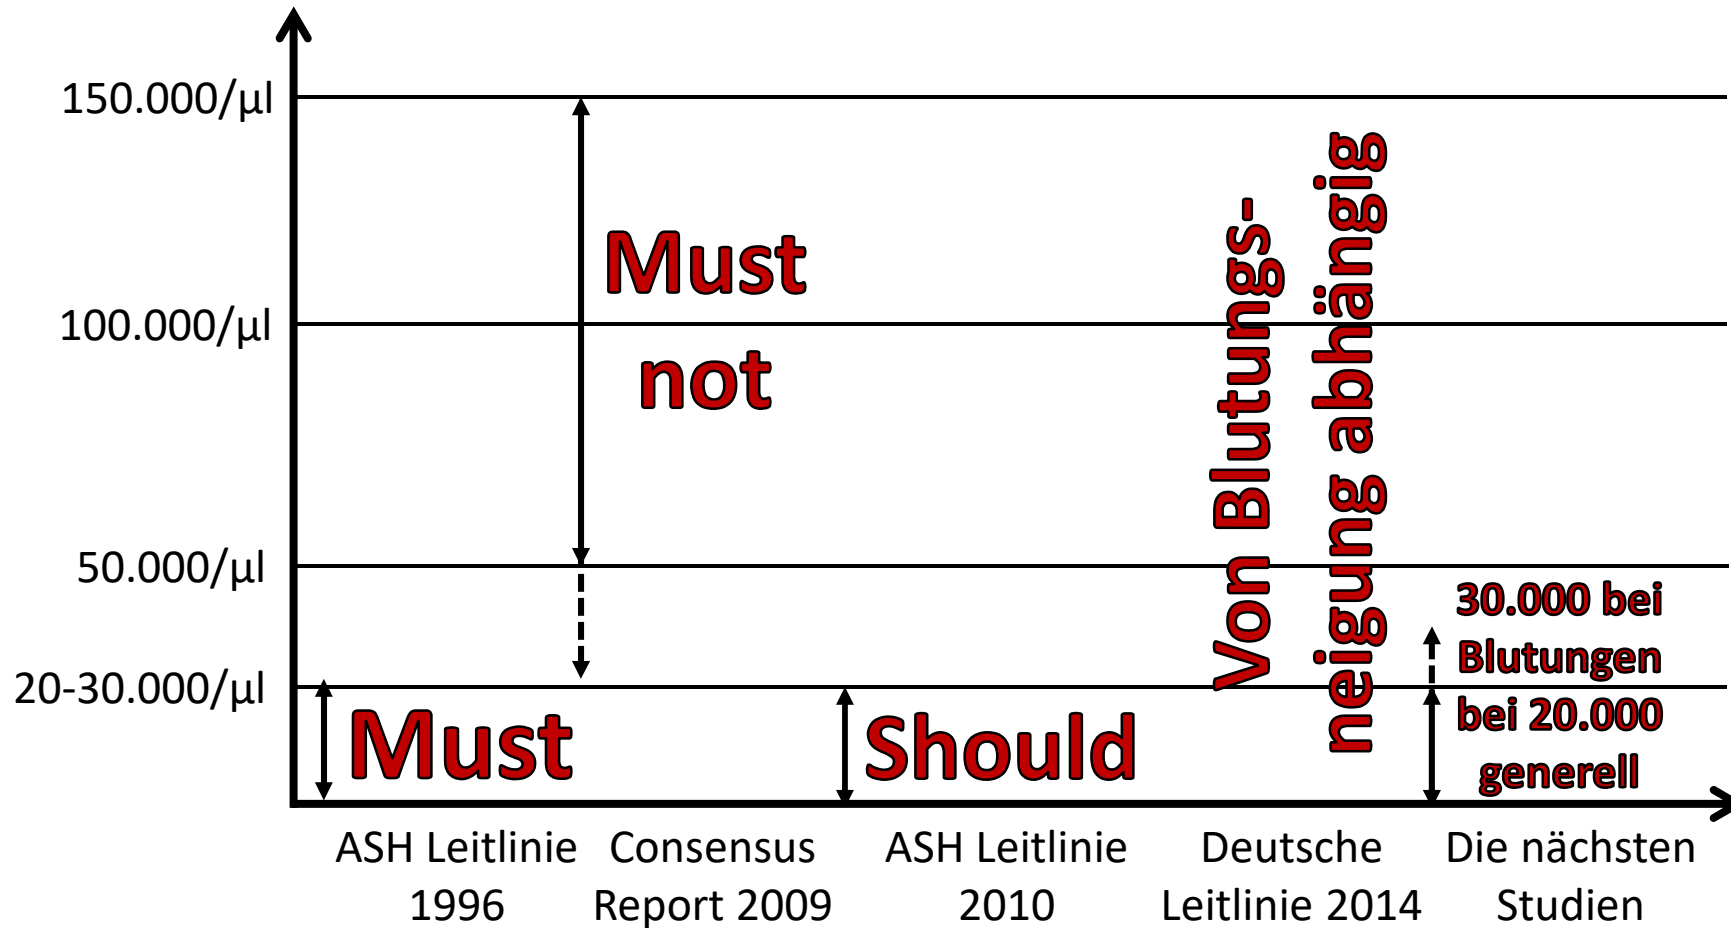 150.000/µl
100.000/µl
50.000/µl
20-30.000/µl
Must
Must
not
Should
Von Blutungs-
neigung abhängig
30.000 bei
Blutungen
bei 20.000
generell
ASH Leitlinie
1996
Consensus
Report 2009
ASH Leitlinie
2010
Deutsche
Leitlinie 2014
Die nächsten
Studien